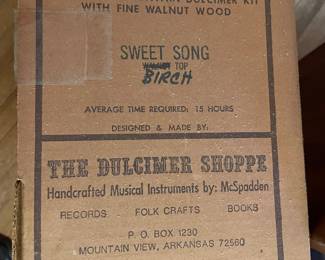 DULCIMER KIT
WITH FINE WALNUT WOOD
SWEET SONG
WALNUT TOP
BIRCH
AVERAGE TIME REQUIRED: 15 HOURS
DESIGNED & MADE BY:
THE DULCIMER SHOPPE
Handcrafted Musical Instruments by: McSpadden
RECORDS FOLK CRAFTS BOOKS
P. O. BOX 1230
MOUNTAIN VIEW, ARKANSAS 72560